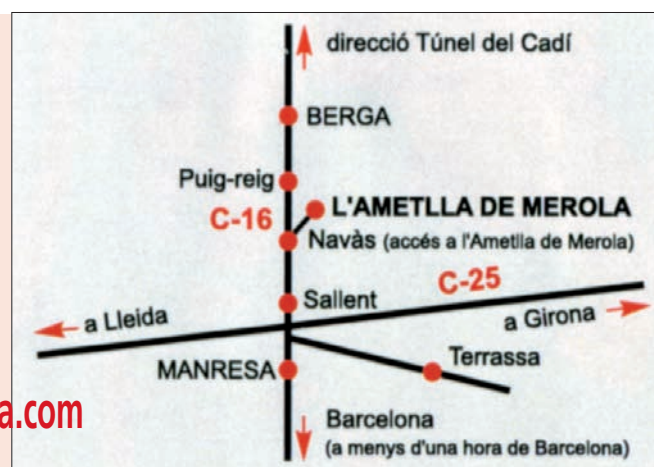 direcció Túnel del Cadí
BERGA
Puig-reig
L'AMETLLA DE MEROLA
C-16
Navàs (accés a l'Ametlla de Merola)
C-25
Sallent
a Lleida
a Girona
MANRESA
Terrassa
a.com
Barcelona
(a menys d'una hora de Barcelona)